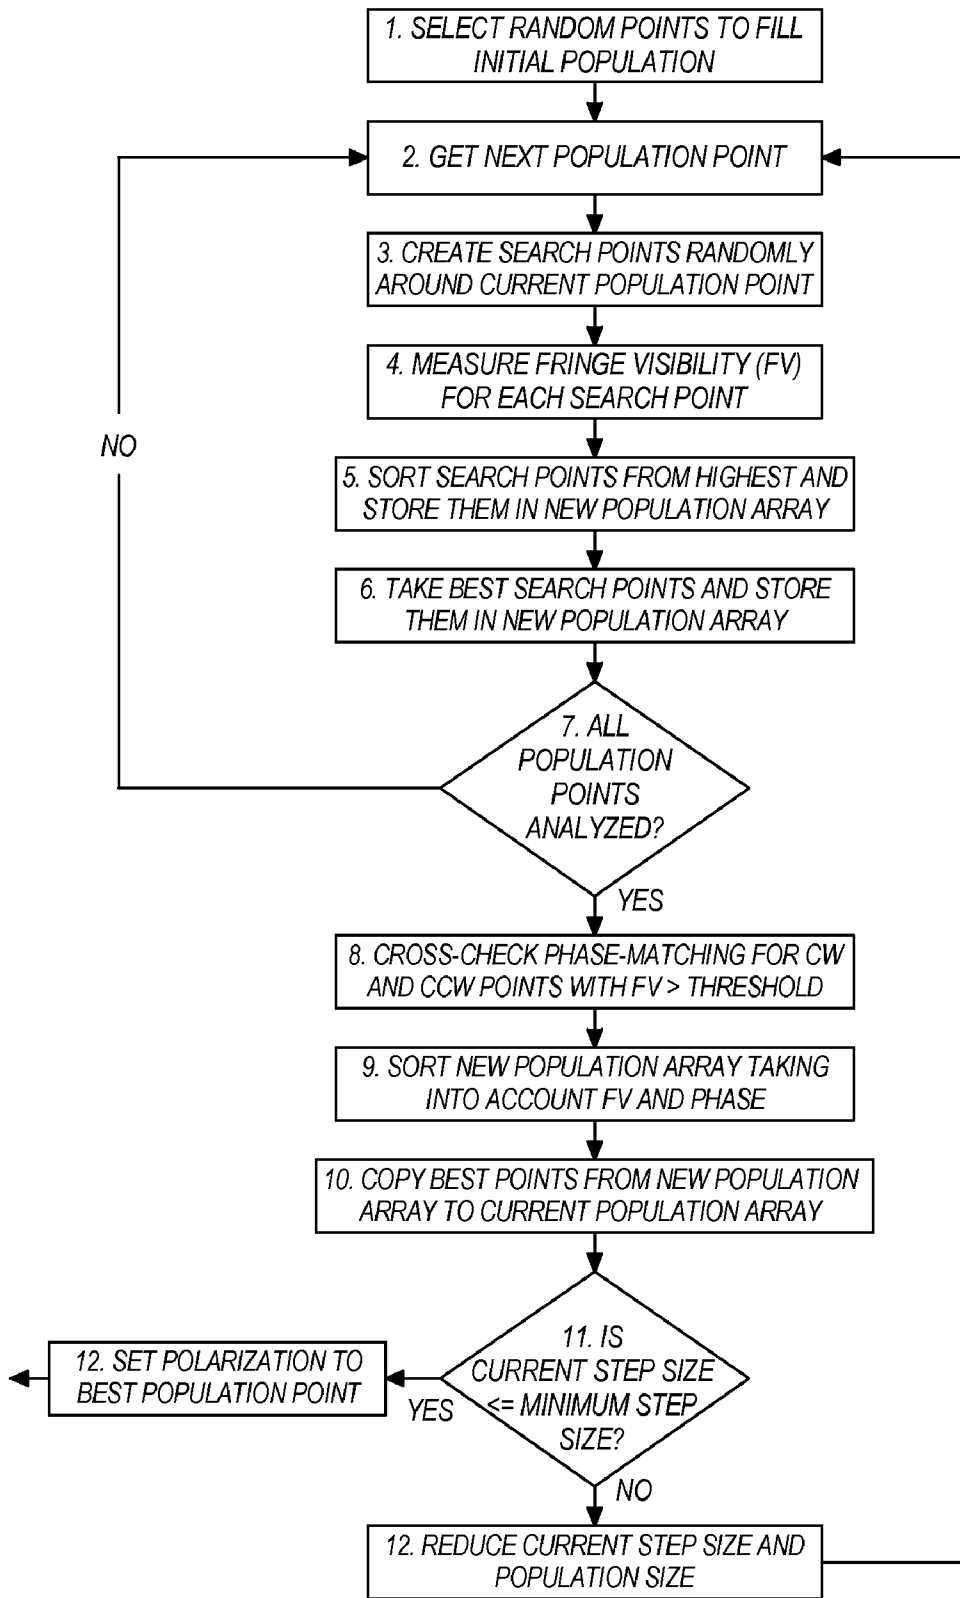 1. SELECT RANDOM POINTS TO FILL
INITIAL POPULATION
2. GET NEXT POPULATION POINT
3. CREATE SEARCH POINTS RANDOMLY
AROUND CURRENT POPULATION POINT
4. MEASURE FRINGE VISIBILITY (FV)
FOR EACH SEARCH POINT
NO
5. SORT SEARCH POINTS FROM HIGHEST AND
STORE THEM IN NEW POPULATION ARRAY
6. TAKE BEST SEARCH POINTS AND STORE
THEM IN NEW POPULATION ARRAY
7. ALL
POPULATION
POINTS
ANALYZED?
YES
8. CROSS-CHECK PHASE-MATCHING FOR CW
AND CCW POINTS WITH FV > THRESHOLD
9. SORT NEW POPULATION ARRAY TAKING
INTO ACCOUNT FV AND PHASE
10. COPY BEST POINTS FROM NEW POPULATION
ARRAY TO CURRENT POPULATION ARRAY
11. IS
CURRENT STEP SIZE
<= MINIMUM STEP
SIZE?
YES
12. SET POLARIZATION TO
BEST POPULATION POINT
NO
12. REDUCE CURRENT STEP SIZE AND
POPULATION SIZE